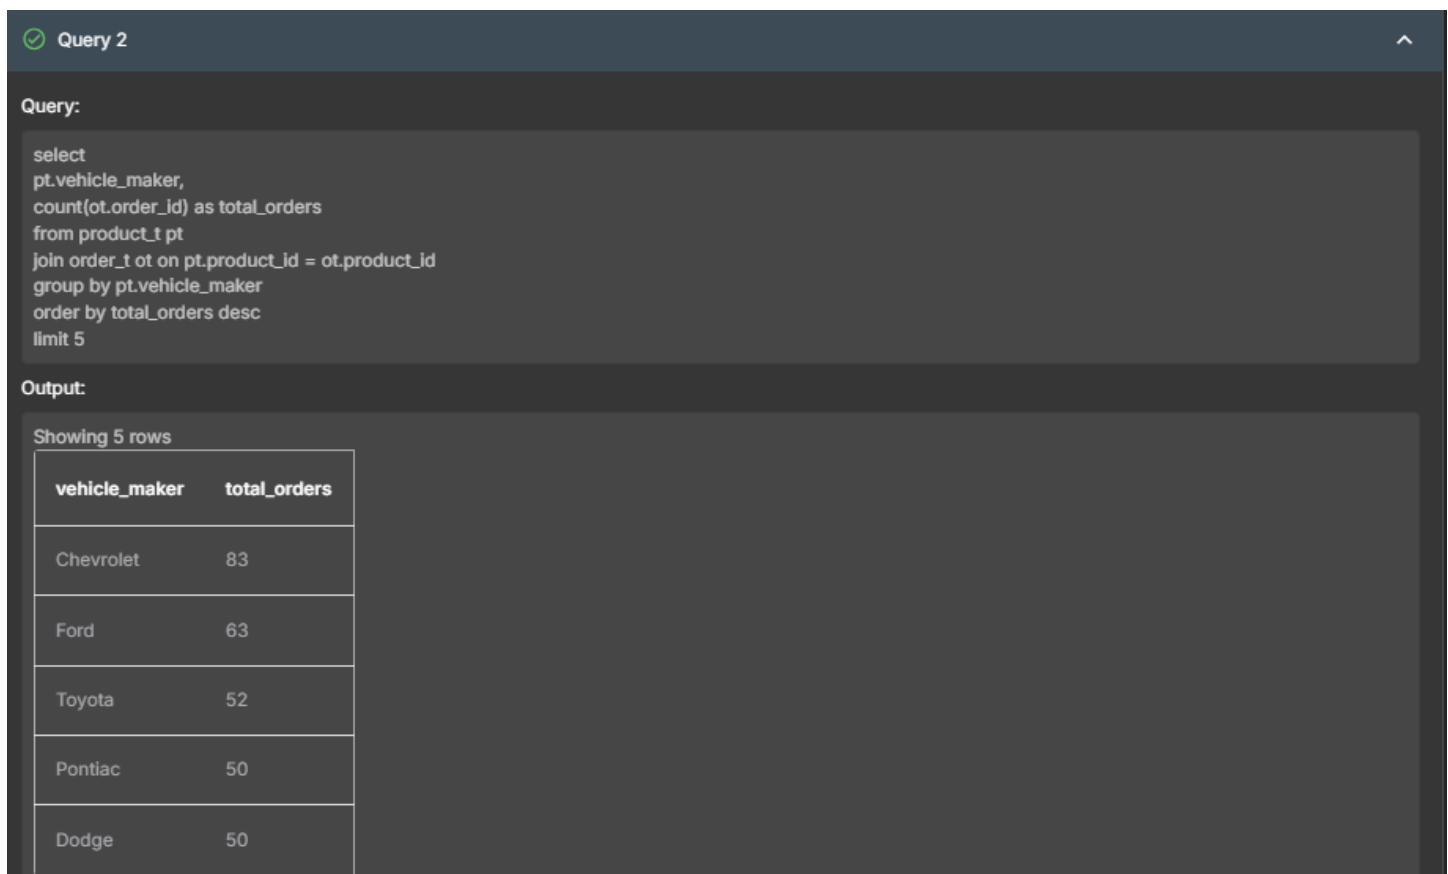 Query 2
Query:
select
pt.vehicle_maker,
count(ot.order_id) as total_orders
from product_t pt
join order_t ot on pt.product_id = ot.product_id
group by pt.vehicle_maker
order by total_orders desc
limit 5
Output:
Showing 5 rows
vehicle_maker total_orders
Chevrolet 83
Ford 63
Toyota 52
Pontiac 50
Dodge 50